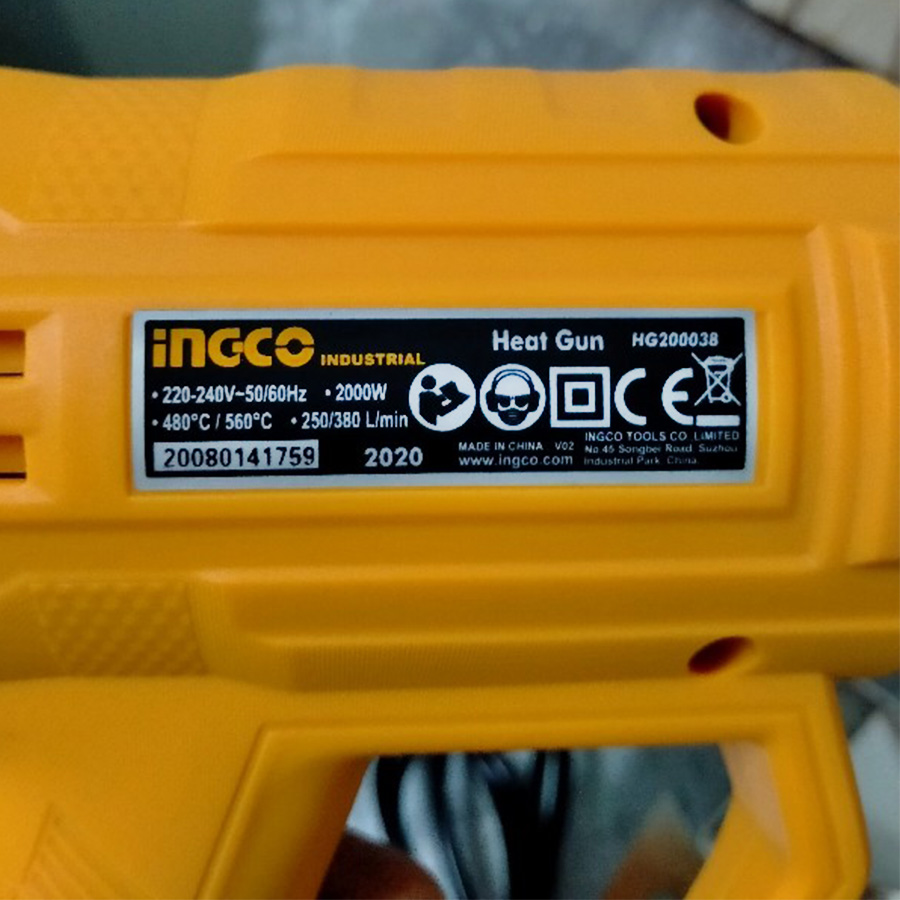 iNGCO INDUSTRIAL
Heat Gun HG200038
• 220-240V~50/60Hz • 2000W
• 480°C / 560°C • 250/380 L/min
20080141759 2020
MADE IN CHINA V02
www.ingco.com
CE
INGCO TOOLS CO. LIMITED
No 45 Songbei Road, Suzhou
Industrial Park, China.